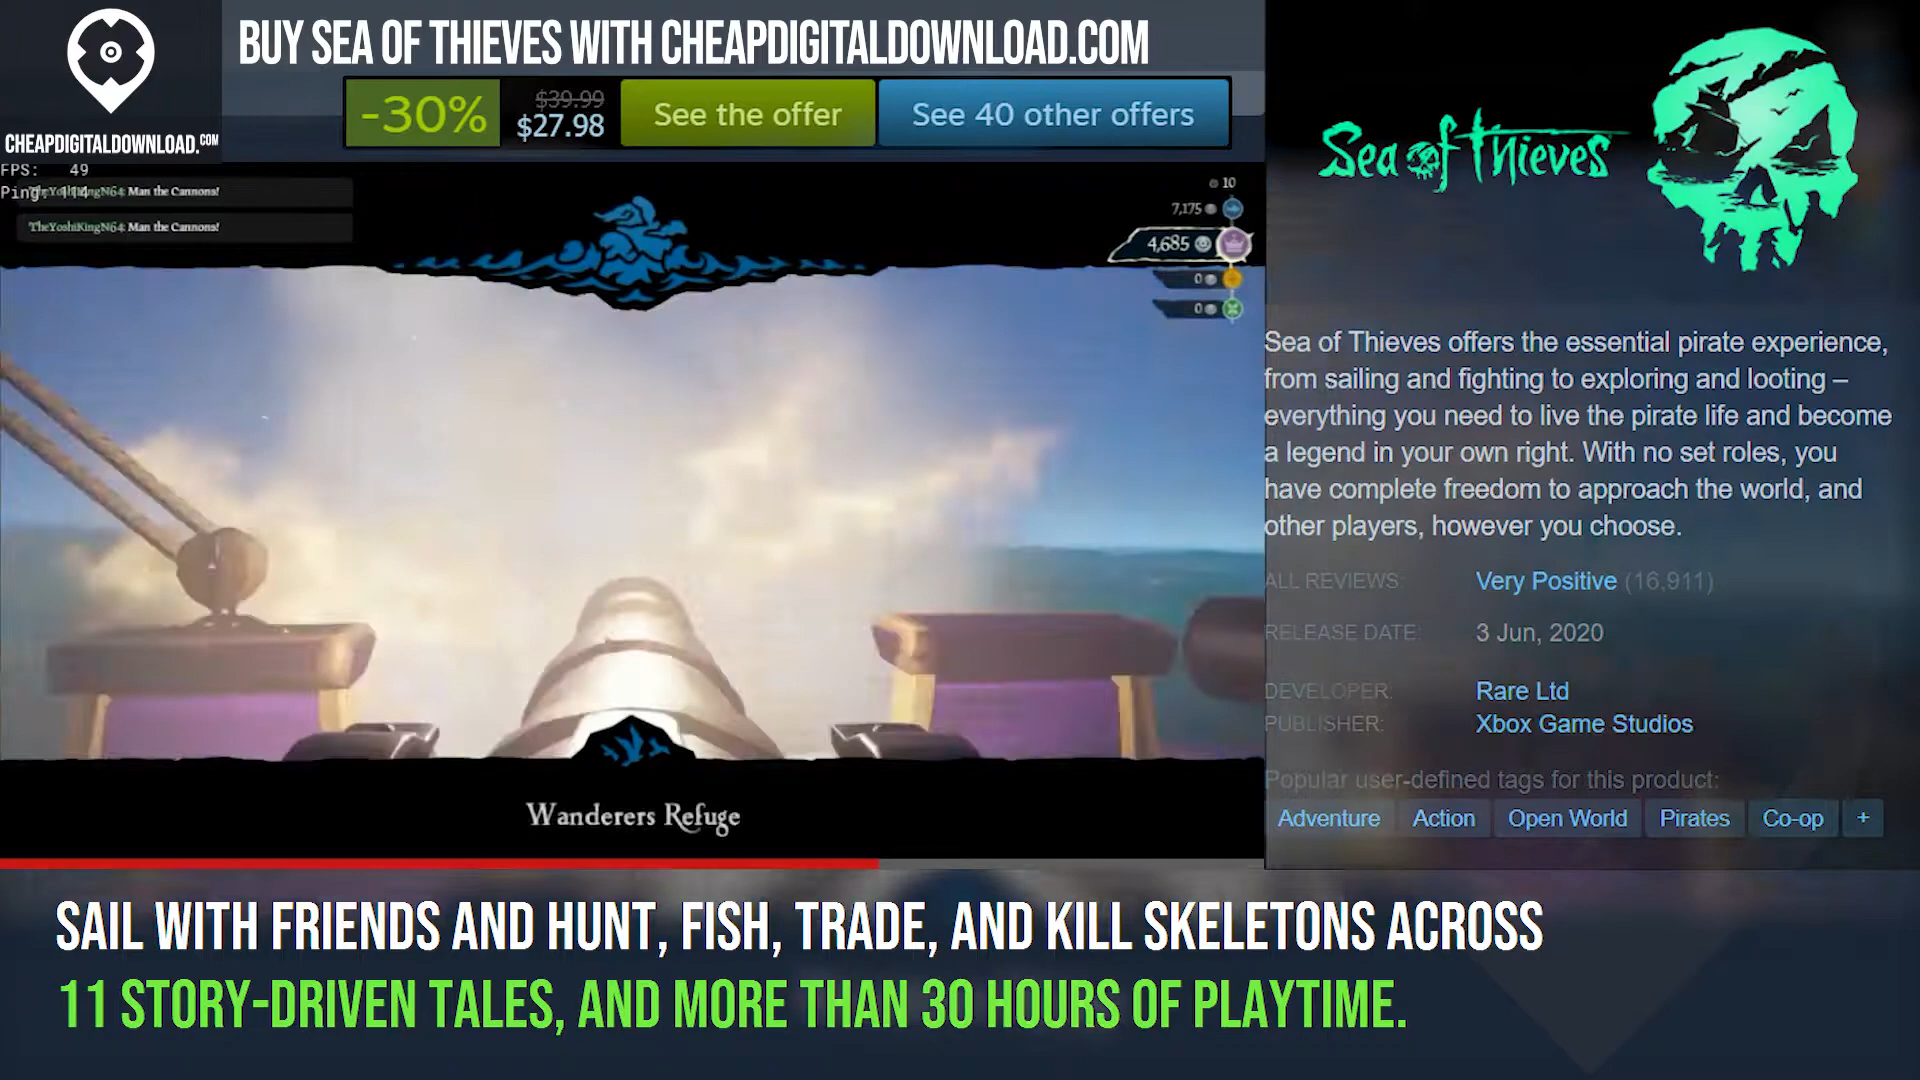 BUY SEA OF THIEVES WITH CHEAPDIGITALDOWNLOAD.COM
CHEAPDIGITALDOWNLOAD.COM
-30%
$39.99
$27.98
See the offer
See 40 other offers
FPS: 49
Ping: 114
Man the Cannons!
TheYoshiKingN64: Man the Cannons!
10
7,175
4,685
0
0
Wanderers Refuge
Sea of Thieves
Sea of Thieves offers the essential pirate experience,
from sailing and fighting to exploring and looting –
everything you need to live the pirate life and become
a legend in your own right. With no set roles, you
have complete freedom to approach the world, and
other players, however you choose.
ALL REVIEWS: Very Positive (16,911)
RELEASE DATE: 3 Jun, 2020
DEVELOPER: Rare Ltd
PUBLISHER: Xbox Game Studios
Popular user-defined tags for this product:
Adventure Action Open World Pirates Co-op +
SAIL WITH FRIENDS AND HUNT, FISH, TRADE, AND KILL SKELETONS ACROSS
11 STORY-DRIVEN TALES, AND MORE THAN 30 HOURS OF PLAYTIME.